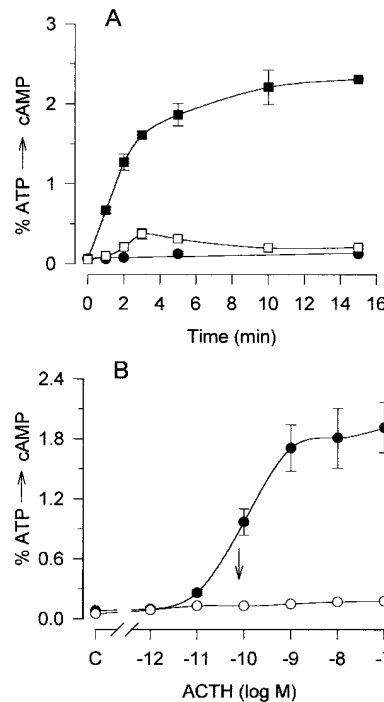 A
3
2
1
0
% ATP → cAMP
0 2 4 6 8 10 12 14 16
Time (min)
B
2.4
1.8
1.2
0.6
0.0
% ATP → cAMP
C -12 -11 -10 -9 -8 -7
ACTH (log M)